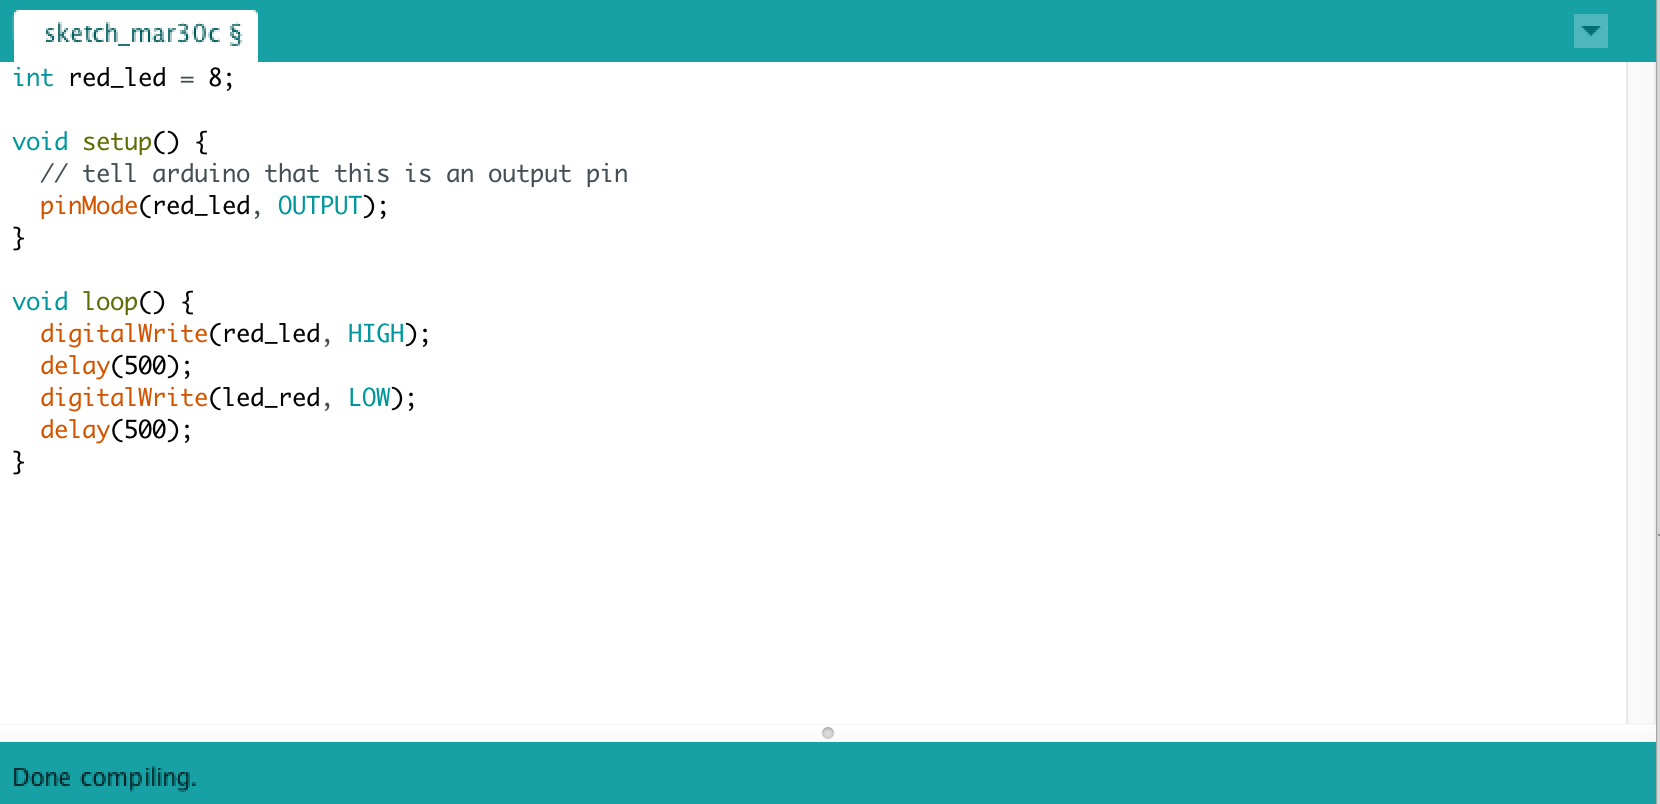 sketch_mar30c §
int red_led = 8;
void setup() {
  // tell arduino that this is an output pin
  pinMode(red_led, OUTPUT);
}
void loop() {
  digitalWrite(red_led, HIGH);
  delay(500);
  digitalWrite(led_red, LOW);
  delay(500);
}
Done compiling.